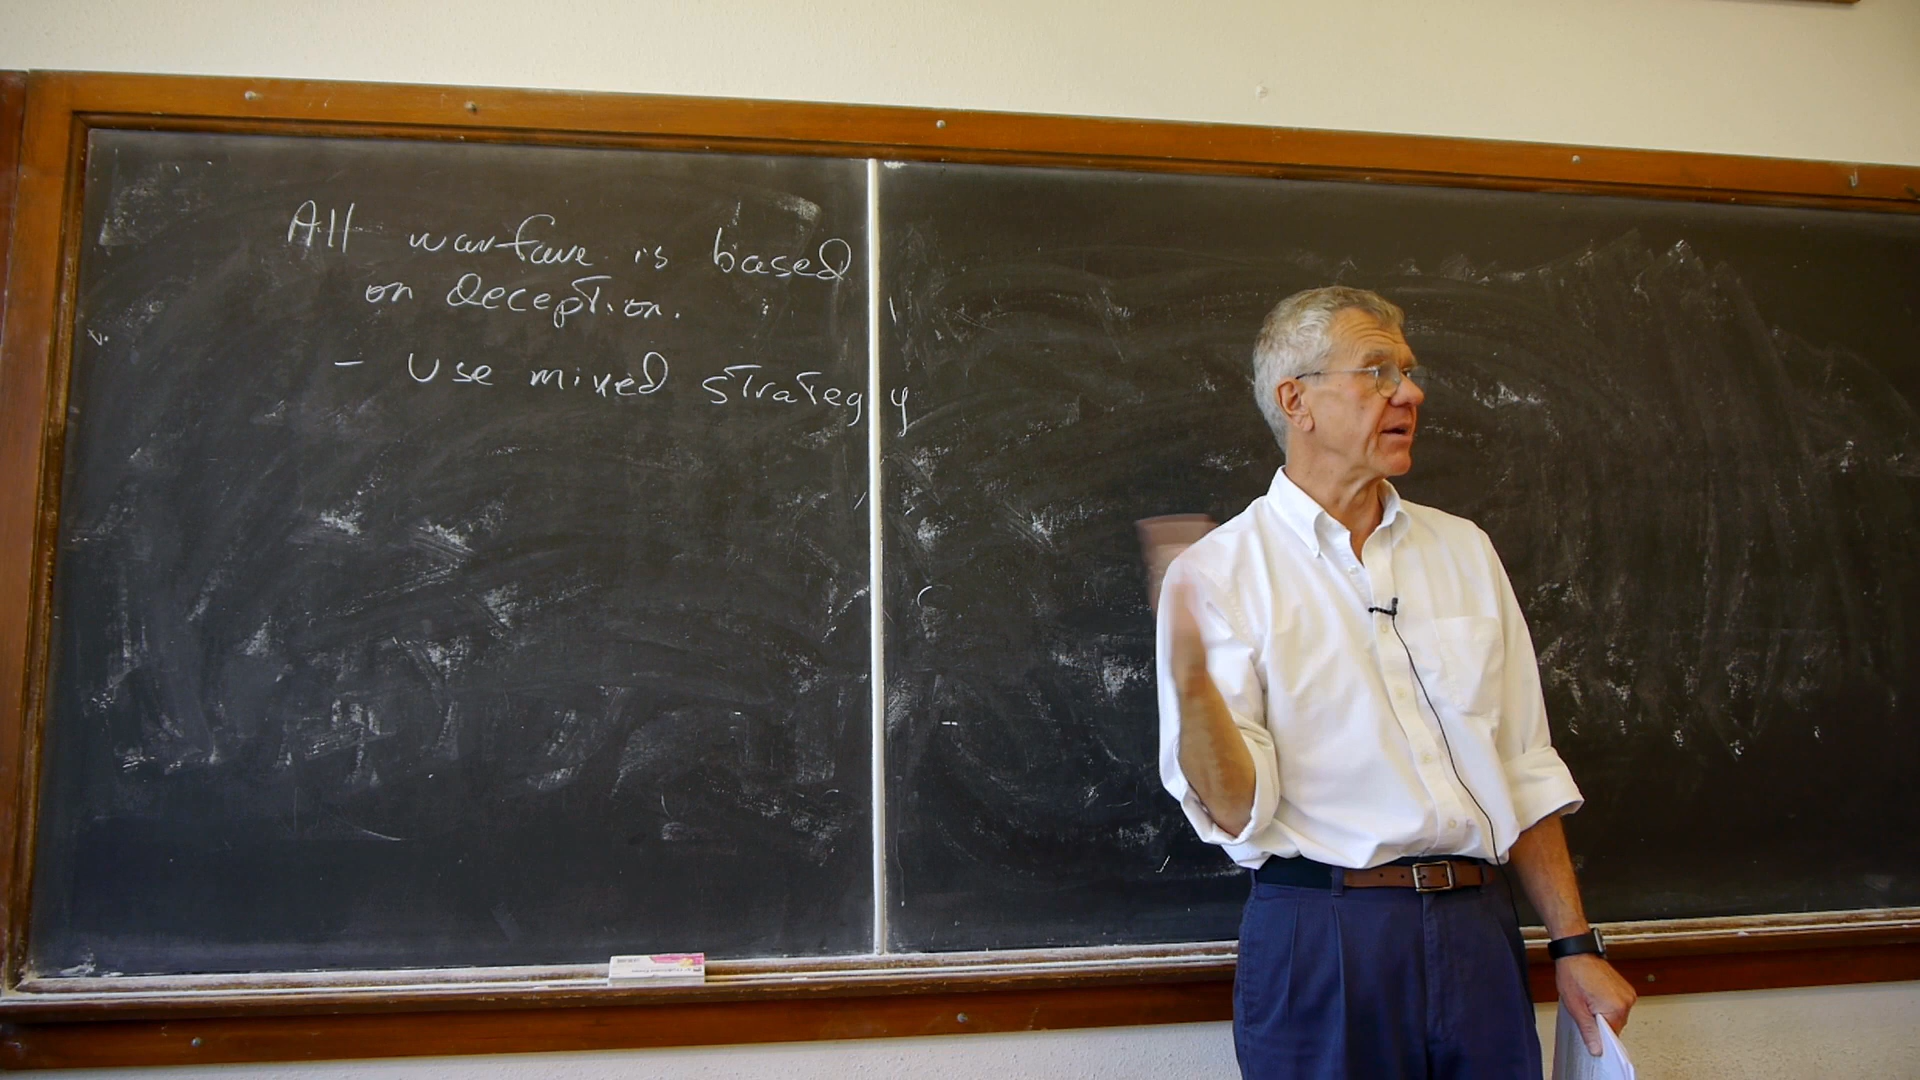 All warfare is based
on deception.
- Use mixed strategy